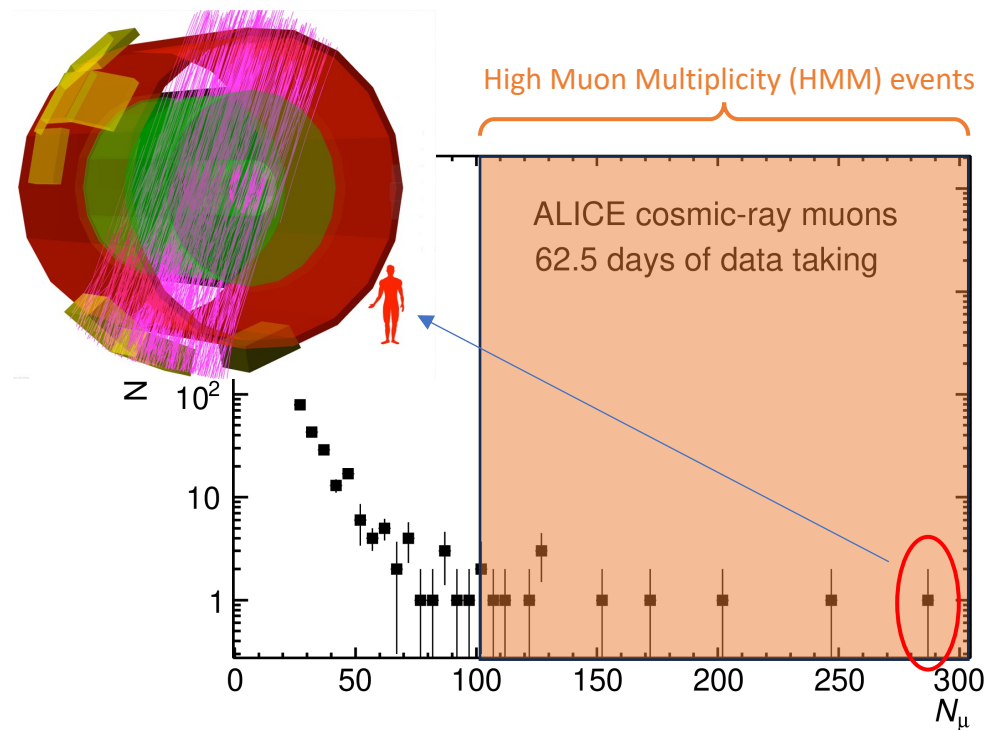 High Muon Multiplicity (HMM) events
ALICE cosmic-ray muons
62.5 days of data taking
N
10²
10
1
0 50 100 150 200 250 300
Nμ